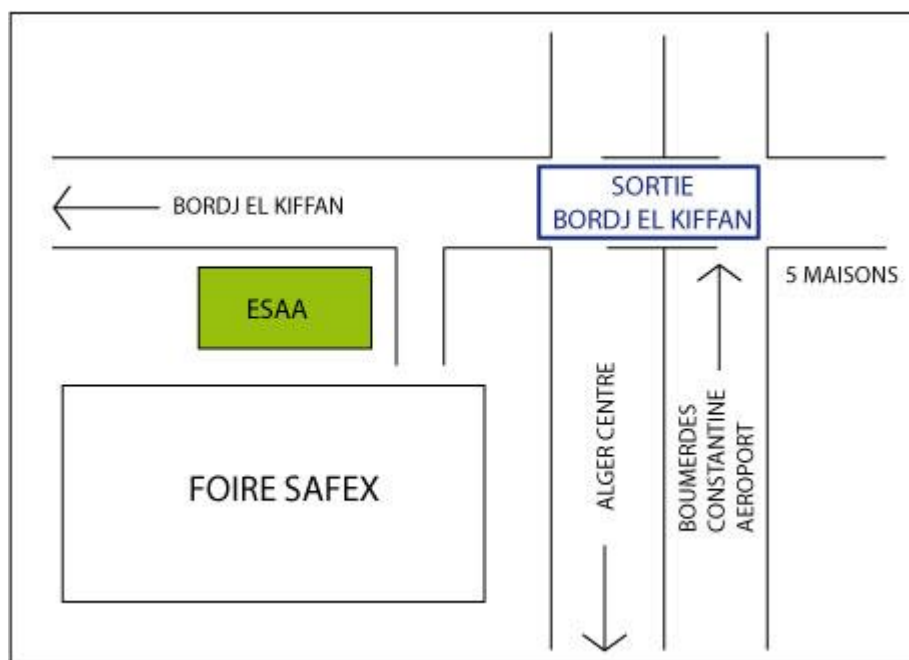 SORTIE
BORDJ EL KIFFAN
BORDJ EL KIFFAN
5 MAISONS
ESAA
FOIRE SAFEX
ALGER CENTRE
BOUMERDES
CONSTANTINE
AEROPORT